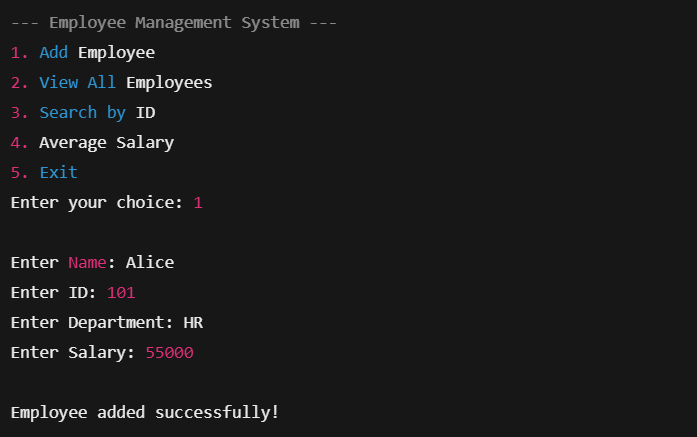 --- Employee Management System ---
1. Add Employee
2. View All Employees
3. Search by ID
4. Average Salary
5. Exit
Enter your choice: 1
Enter Name: Alice
Enter ID: 101
Enter Department: HR
Enter Salary: 55000
Employee added successfully!